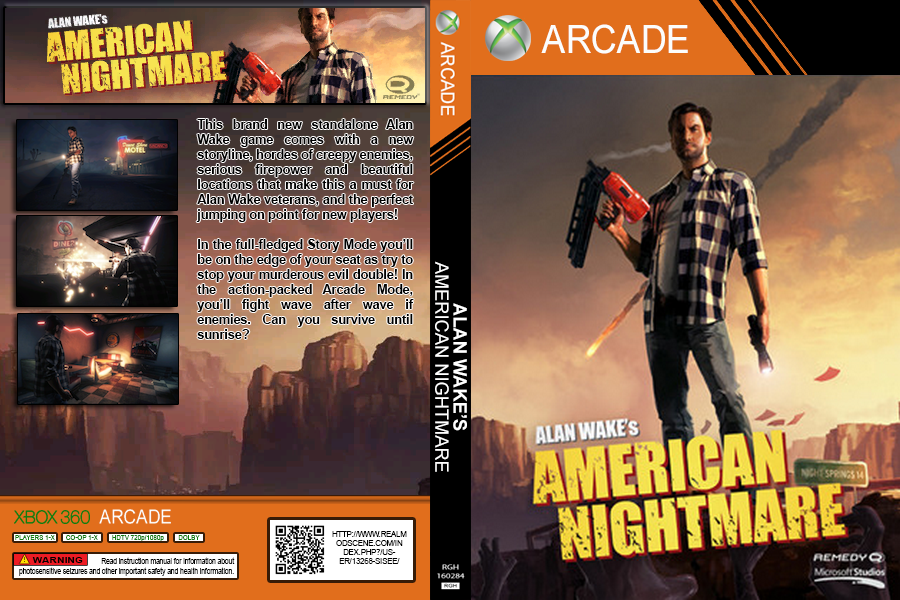 ALAN WAKE'S
AMERICAN
NIGHTMARE
REMEDY
This brand new standalone Alan
Wake game comes with a new
storyline, hordes of creepy enemies,
serious firepower and beautiful
locations that make this a must for
Alan Wake veterans, and the perfect
jumping on point for new players!
In the full-fledged Story Mode you'll
be on the edge of your seat as try to
stop your murderous evil double! In
the action-packed Arcade Mode,
you'll fight wave after wave if
enemies. Can you survive until
sunrise?
MOTEL
DINER
XBOX 360 ARCADE
PLAYERS 1-X CO-OP 1-X HDTV 720p/1080p DOLBY
WARNING Read instruction manual for information about
photosensitive seizures and other important safety and health information.
HTTP://WWW.REALM
ODSCENE.COM/IN
DEX.PHP?/US-
ER/13268-SISEE/
ARCADE
ALAN WAKE'S
AMERICAN NIGHTMARE
RGH
160284
RGH
ARCADE
ALAN WAKE'S
AMERICAN
NIGHTMARE
NIGHT SPRINGS 14
REMEDY
Microsoft Studios